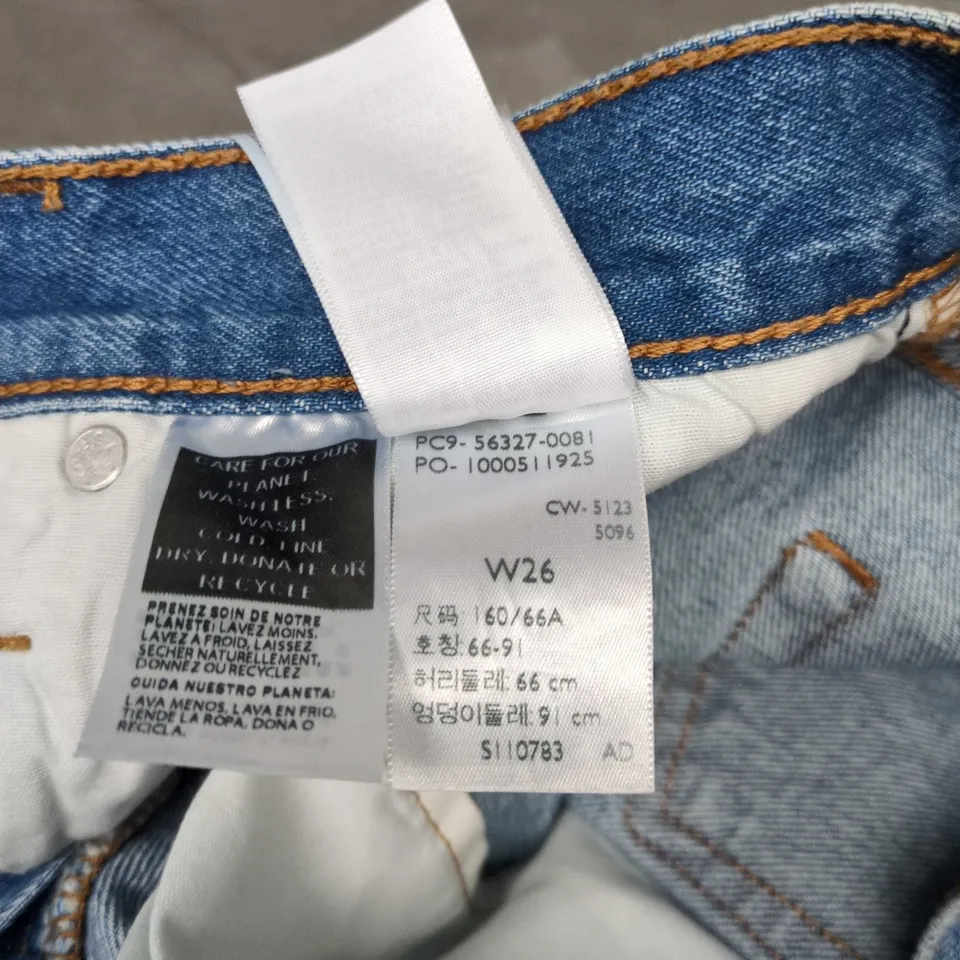 CARE FOR OUR
PLANET
WASH LESS,
WASH
COLD, LINE
DRY, DONATE OR
RECYCLE
PRENEZ SOIN DE NOTRE
PLANÈTE: LAVEZ MOINS,
LAVEZ A FROID, LAISSEZ
SÉCHER NATURELLEMENT,
DONNEZ OU RECYCLEZ
CUIDA NUESTRO PLANETA:
LAVA MENOS, LAVA EN FRIO,
TIENDE LA ROPA, DONA O
RECICLA.
PC9- 56327-0081
PO- 1000511925
CW- 5123
5096
W26
尺码: 160/66A
호칭: 66-91
허리둘레: 66 cm
엉덩이둘레: 91 cm
S110783 AD